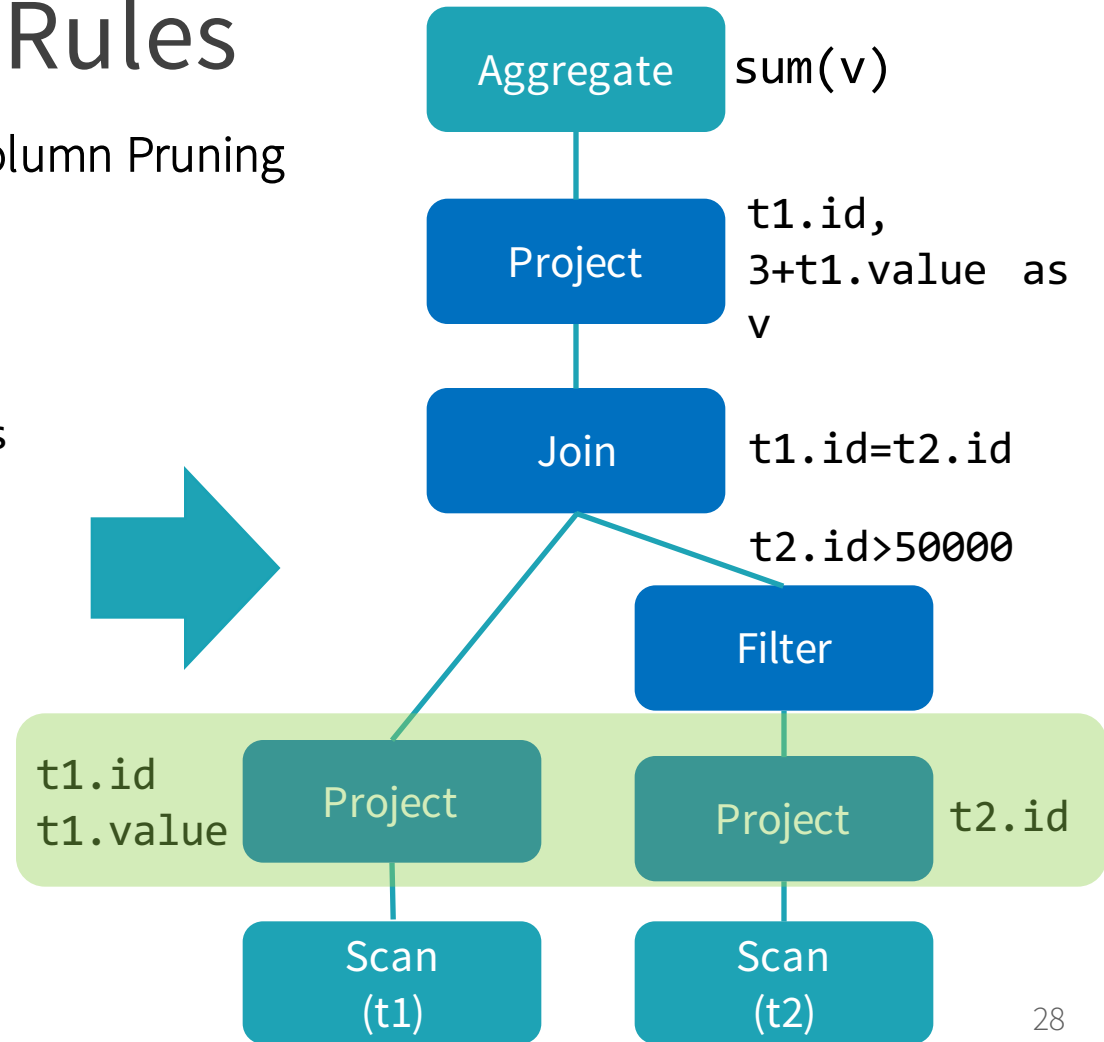 Rules
Aggregate sum(v)
olumn Pruning
t1.id,
Project 3+t1.value as
v
s
Join t1.id=t2.id
t2.id>50000
Filter
t1.id
t1.value
Project
Project
t2.id
Scan
(t1)
Scan
(t2)
28